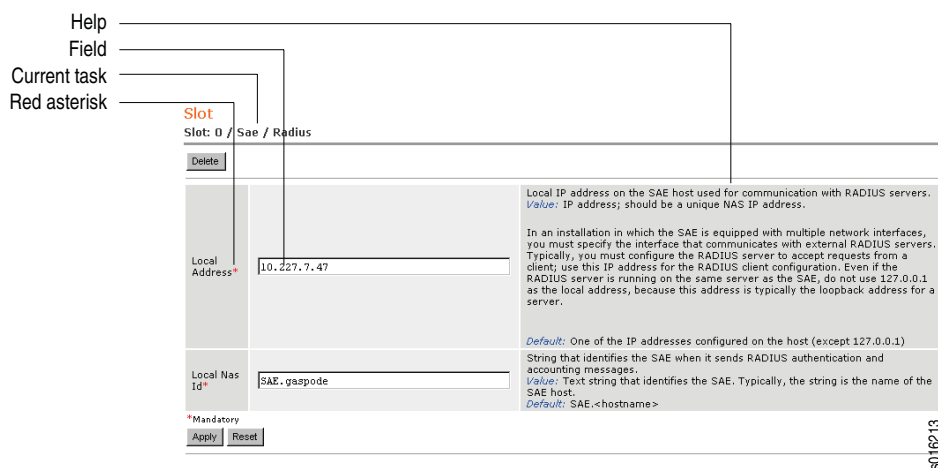 Help
Field
Current task
Red asterisk
Slot
Slot: 0 / Sae / Radius
Delete
Local
Address*
10.227.7.47
Local IP address on the SAE host used for communication with RADIUS servers.
Value: IP address; should be a unique NAS IP address.
In an installation in which the SAE is equipped with multiple network interfaces,
you must specify the interface that communicates with external RADIUS servers.
Typically, you must configure the RADIUS server to accept requests from a
client; use this IP address for the RADIUS client configuration. Even if the
RADIUS server is running on the same server as the SAE, do not use 127.0.0.1
as the local address, because this address is typically the loopback address for a
server.
Default: One of the IP addresses configured on the host (except 127.0.0.1)
Local Nas
Id*
SAE.gaspode
String that identifies the SAE when it sends RADIUS authentication and
accounting messages.
Value: Text string that identifies the SAE. Typically, the string is the name of the
SAE host.
Default: SAE.<hostname>
*Mandatory
Apply Reset
g016213